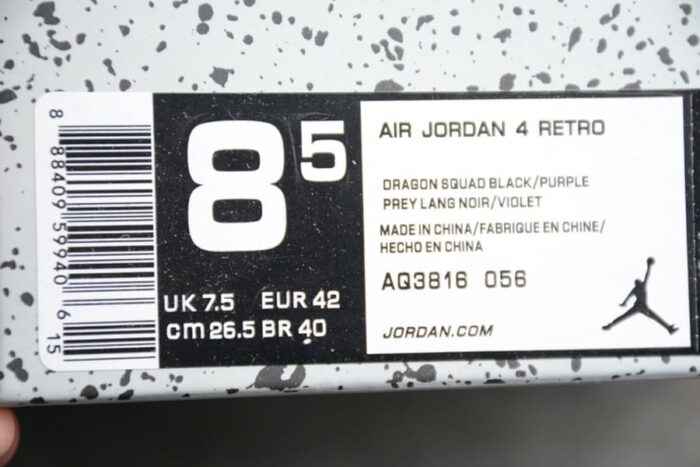 8 88409 59940 6 15
8 5
UK 7.5 EUR 42
cm 26.5 BR 40
AIR JORDAN 4 RETRO
DRAGON SQUAD BLACK/PURPLE
PREY LANG NOIR/VIOLET
MADE IN CHINA/FABRIQUE EN CHINE/
HECHO EN CHINA
AQ3816 056
JORDAN.COM